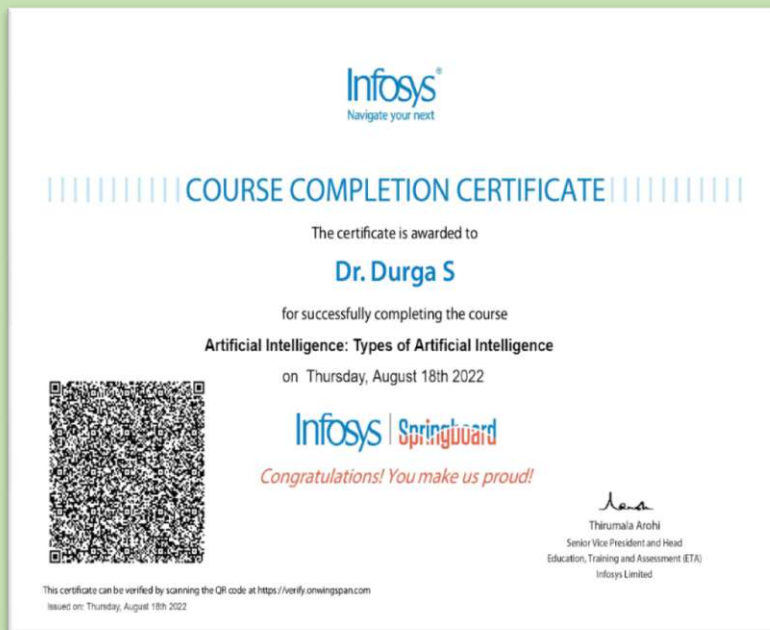 Infosys®
Navigate your next
COURSE COMPLETION CERTIFICATE
The certificate is awarded to
Dr. Durga S
for successfully completing the course
Artificial Intelligence: Types of Artificial Intelligence
on Thursday, August 18th 2022
Infosys | Springboard
Congratulations! You make us proud!
Thirumala Arohi
Senior Vice President and Head
Education, Training and Assessment (ETA)
Infosys Limited
This certificate can be verified by scanning the QR code at https://verify.onwingspan.com
Issued on: Thursday, August 18th 2022